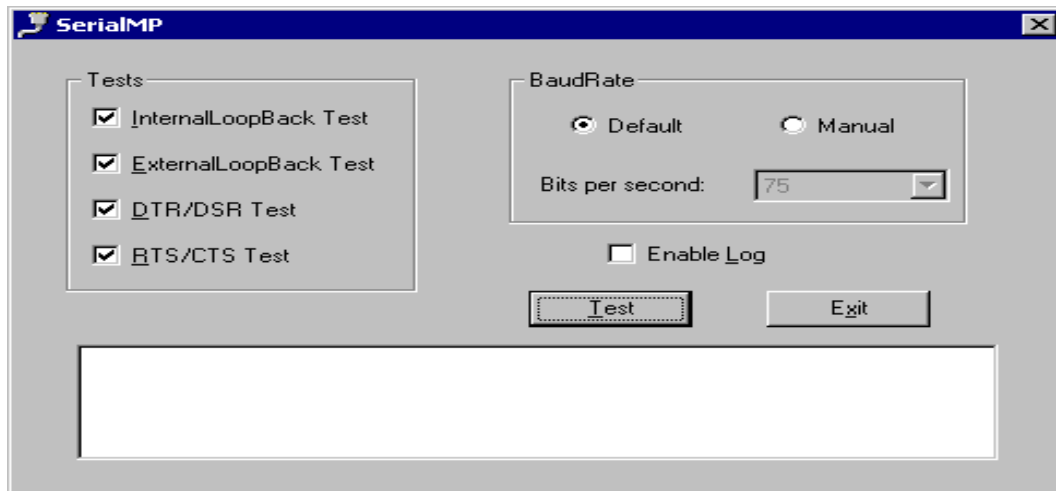 SerialMP
Tests
InternalLoopBack Test
ExternalLoopBack Test
DTR/DSR Test
RTS/CTS Test
BaudRate
Default
Manual
Bits per second:
75
Enable Log
Test
Exit